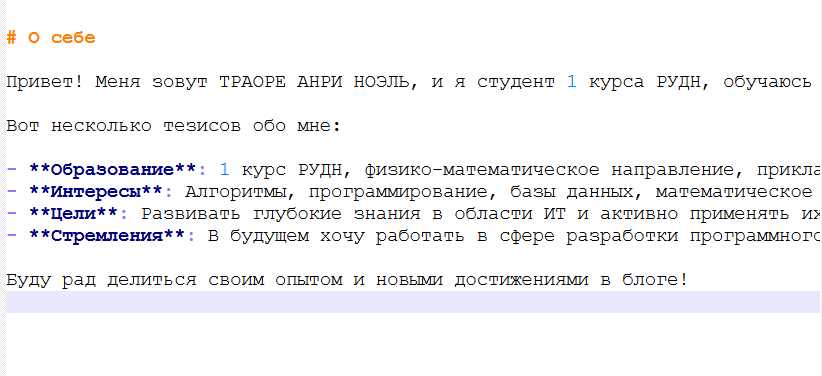 # О себе
Привет! Меня зовут ТРАОРЕ АНРИ НОЭЛЬ, и я студент 1 курса РУДН, обучаюсь
Вот несколько тезисов обо мне:
- **Образование**: 1 курс РУДН, физико-математическое направление,
- **Интересы**: Алгоритмы, программирование, базы данных, математическое
- **Цели**: Развивать глубокие знания в области ИТ и активно применять их
- **Стремления**: В будущем хочу работать в сфере разработки программного
Буду рад делиться своим опытом и новыми достижениями в блоге!